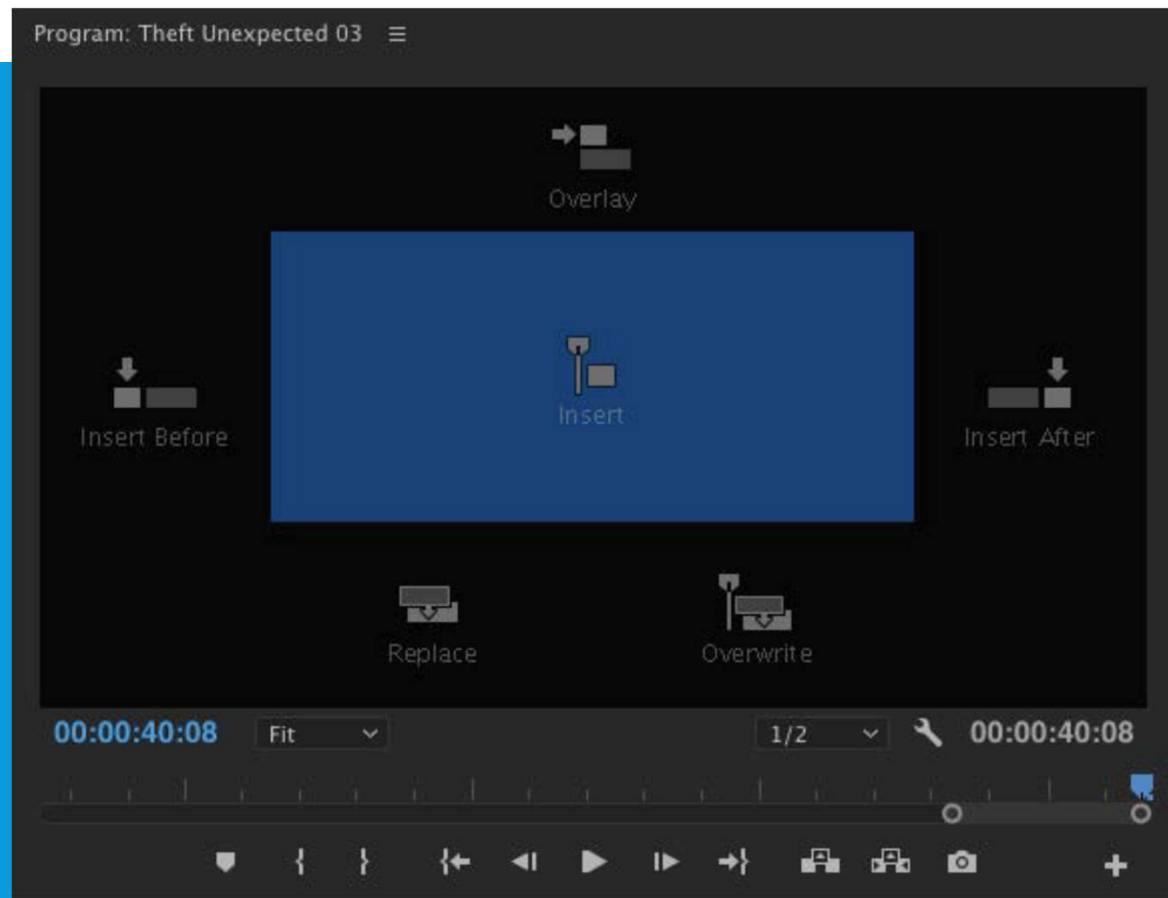 Program: Theft Unexpected 03
Overlay
Insert
Insert Before
Insert After
Replace
Overwrite
00:00:40:08
Fit
1/2
00:00:40:08